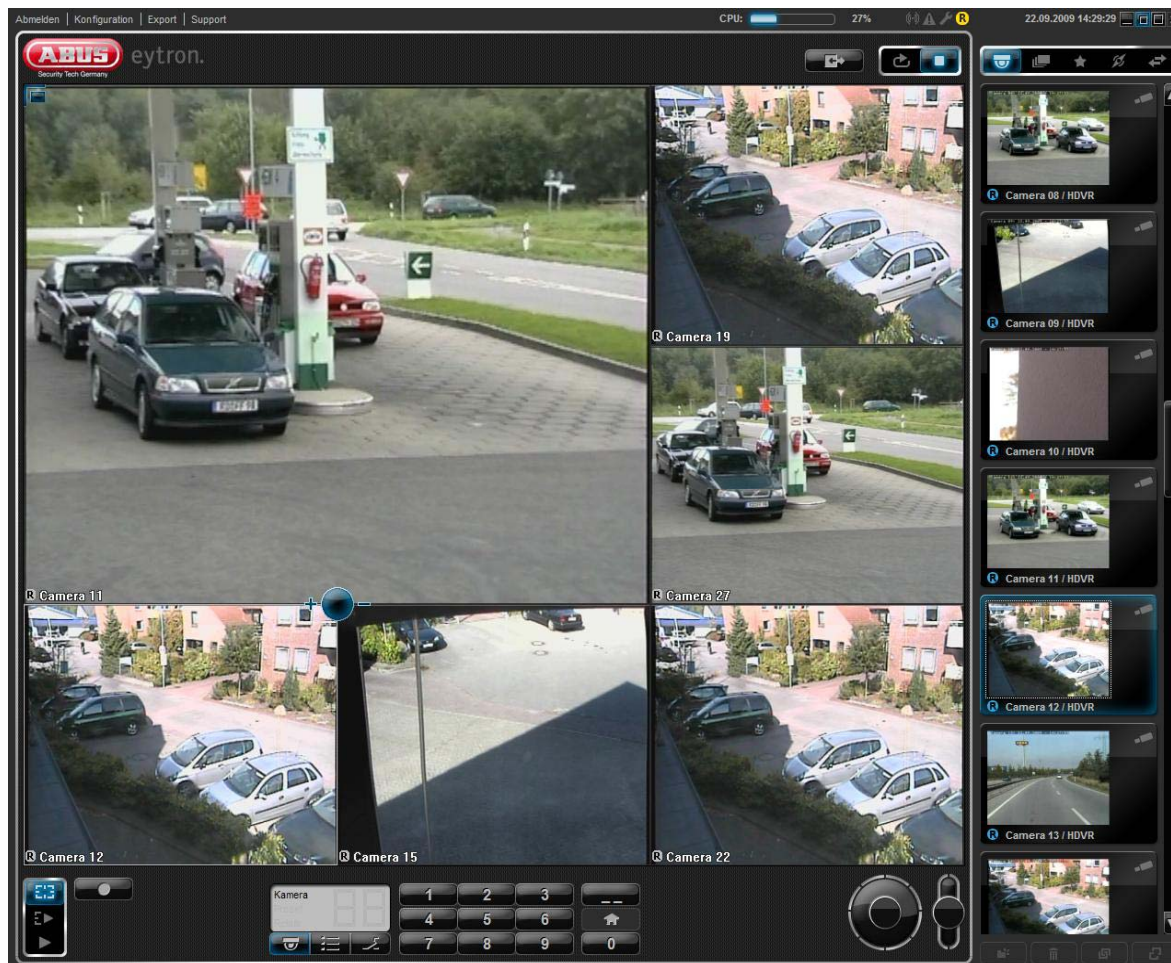 Abmelden | Konfiguration | Export | Support
CPU: 27% R 22.09.2009 14:29:29
ABUS eytron.
Security Tech Germany
R Camera 11
R Camera 19
R Camera 27
R Camera 12
R Camera 15
R Camera 22
R Camera 08 / HDVR
R Camera 09 / HDVR
R Camera 10 / HDVR
R Camera 11 / HDVR
R Camera 12 / HDVR
R Camera 13 / HDVR
Kamera
1 2 3 _ _
4 5 6
7 8 9 0